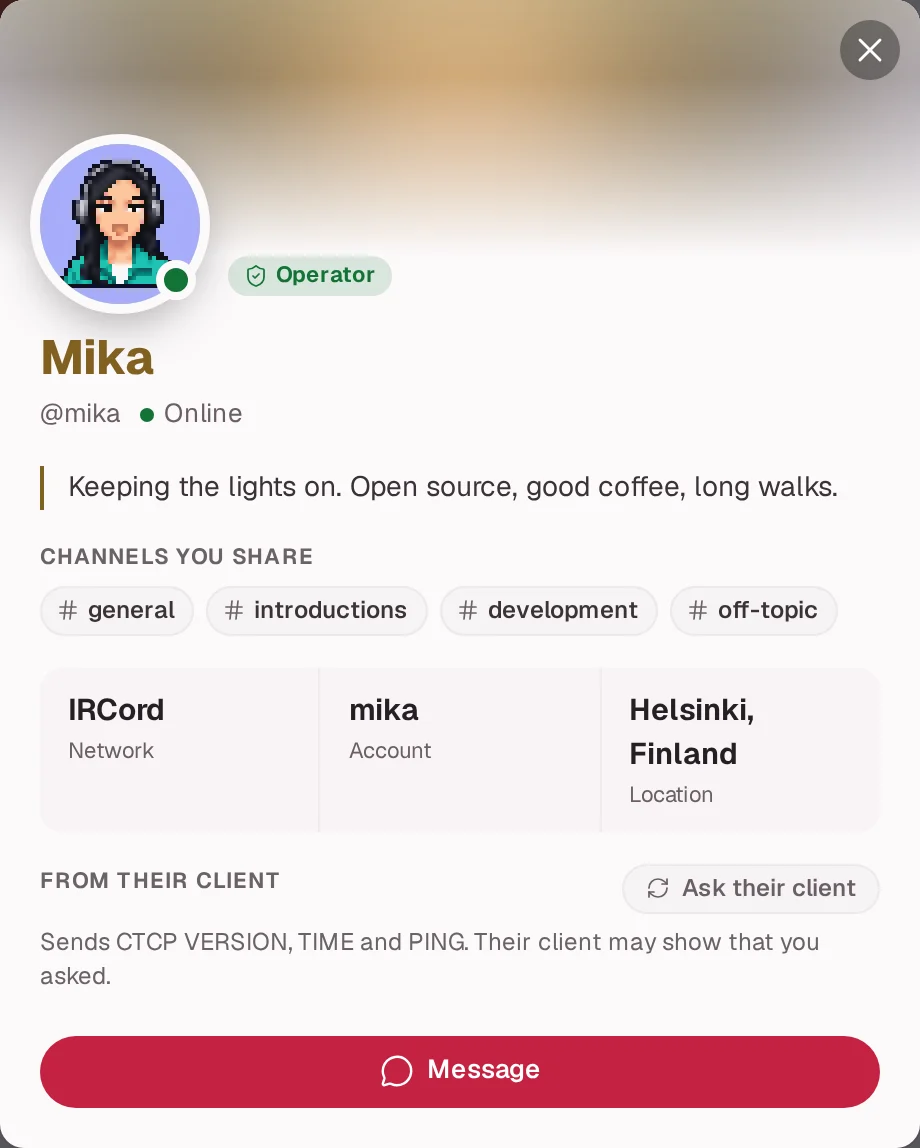 Operator
Mika
@mika Online
Keeping the lights on. Open source, good coffee, long walks.
CHANNELS YOU SHARE
# general # introductions # development # off-topic
IRCord
Network
mika
Account
Helsinki,
Finland
Location
FROM THEIR CLIENT
Ask their client
Sends CTCP VERSION, TIME and PING. Their client may show that you
asked.
Message